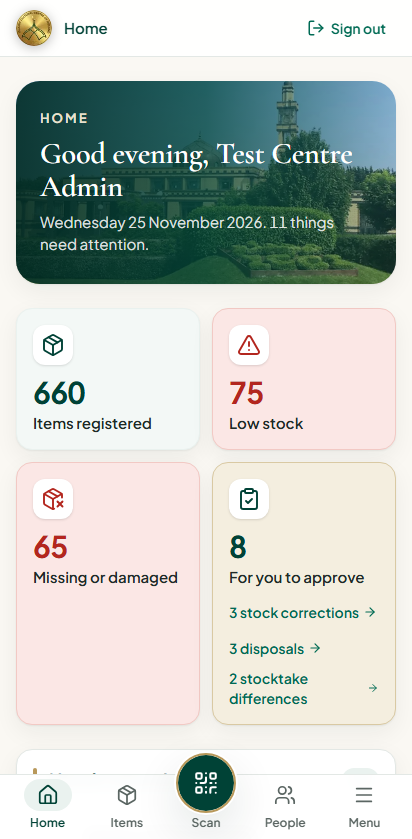 Home
Sign out
HOME
Good evening, Test Centre
Admin
Wednesday 25 November 2026. 11 things
need attention.
660
Items registered
75
Low stock
65
Missing or damaged
8
For you to approve
3 stock corrections →
3 disposals →
2 stocktake
differences →
Home
Items
Scan
People
Menu